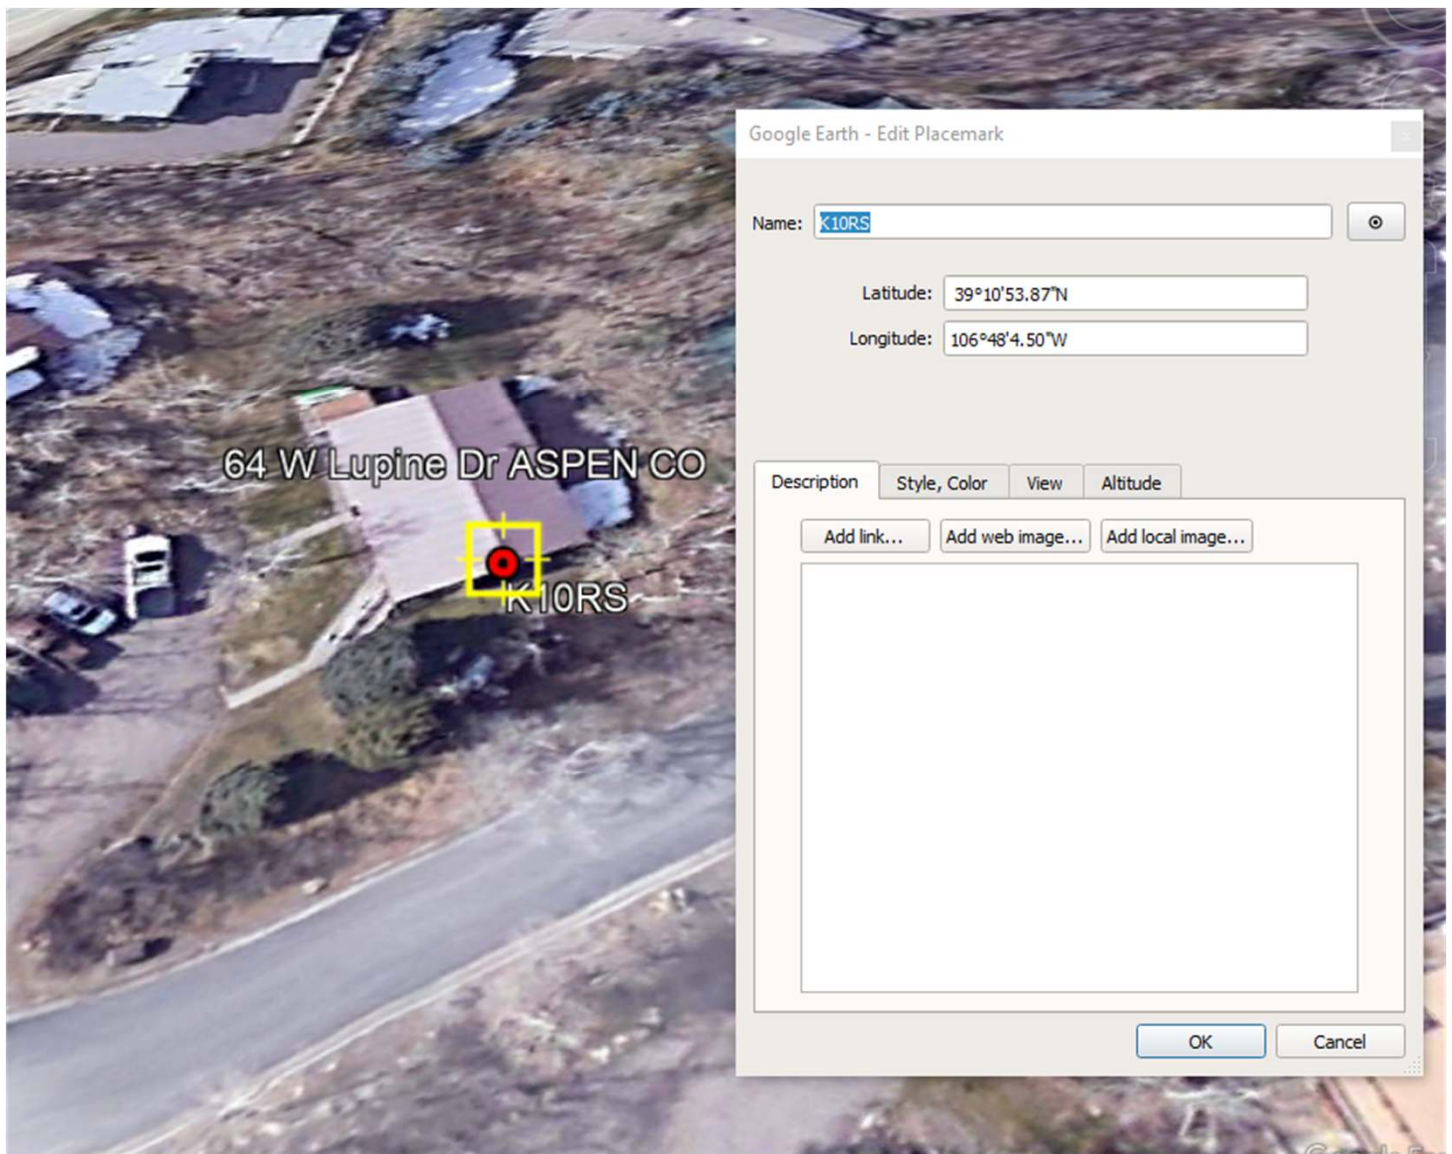 Google Earth - Edit Placemark
Name: K10RS
Latitude: 39°10'53.87"N
Longitude: 106°48'4.50"W
64 W Lupine Dr ASPEN CO
K10RS
Description Style, Color View Altitude
Add link... Add web image... Add local image...
OK Cancel
Google